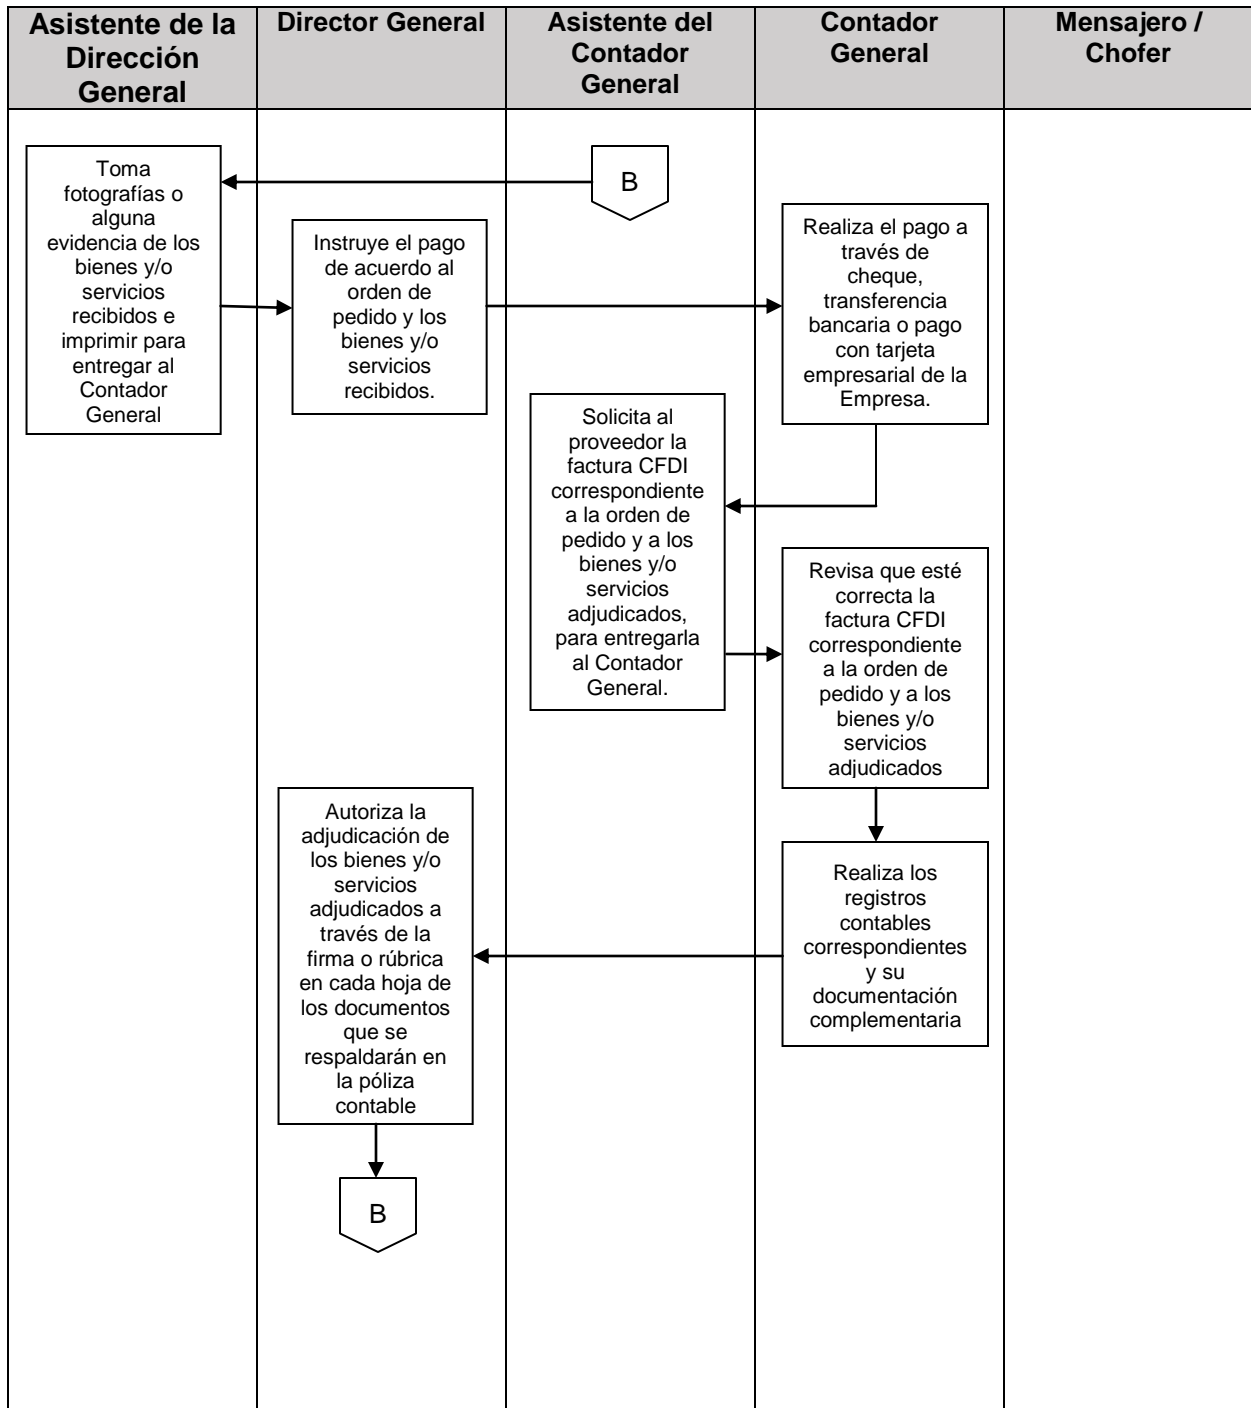 Asistente de la
Dirección
General
Director General
Asistente del
Contador
General
Contador
General
Mensajero /
Chofer
Toma
fotografías o
alguna
evidencia de los
bienes y/o
servicios
recibidos e
imprimir para
entregar al
Contador
General
B
Instruye el pago
de acuerdo al
orden de
pedido y los
bienes y/o
servicios
recibidos.
Realiza el pago a
través de
cheque,
transferencia
bancaria o pago
con tarjeta
empresarial de la
Empresa.
Solicita al
proveedor la
factura CFDI
correspondiente
a la orden de
pedido y a los
bienes y/o
servicios
adjudicados,
para entregarla
al Contador
General.
Revisa que esté
correcta la
factura CFDI
correspondiente
a la orden de
pedido y a los
bienes y/o
servicios
adjudicados
Realiza los
registros
contables
correspondientes
y su
documentación
complementaria
Autoriza la
adjudicación de
los bienes y/o
servicios
adjudicados a
través de la
firma o rúbrica
en cada hoja de
los documentos
que se
respaldarán en
la póliza
contable
B